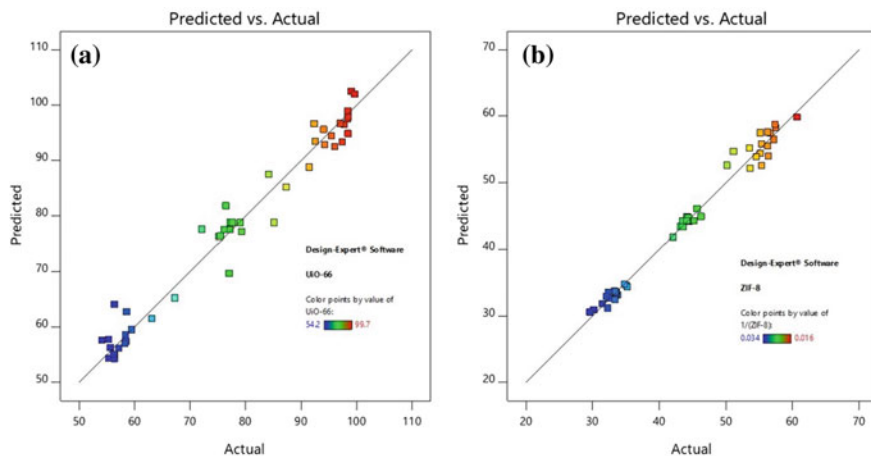 Predicted vs. Actual
(a)
110
100
90
80
70
60
50
Predicted
50 60 70 80 90 100 110
Actual
Design-Expert® Software
UiO-66
Color points by value of
UiO-66:
54.2 99.7
Predicted vs. Actual
(b)
70
60
50
40
30
20
Predicted
20 30 40 50 60 70
Actual
Design-Expert® Software
ZIF-8
Color points by value of
1/(ZIF-8):
0.034 0.016